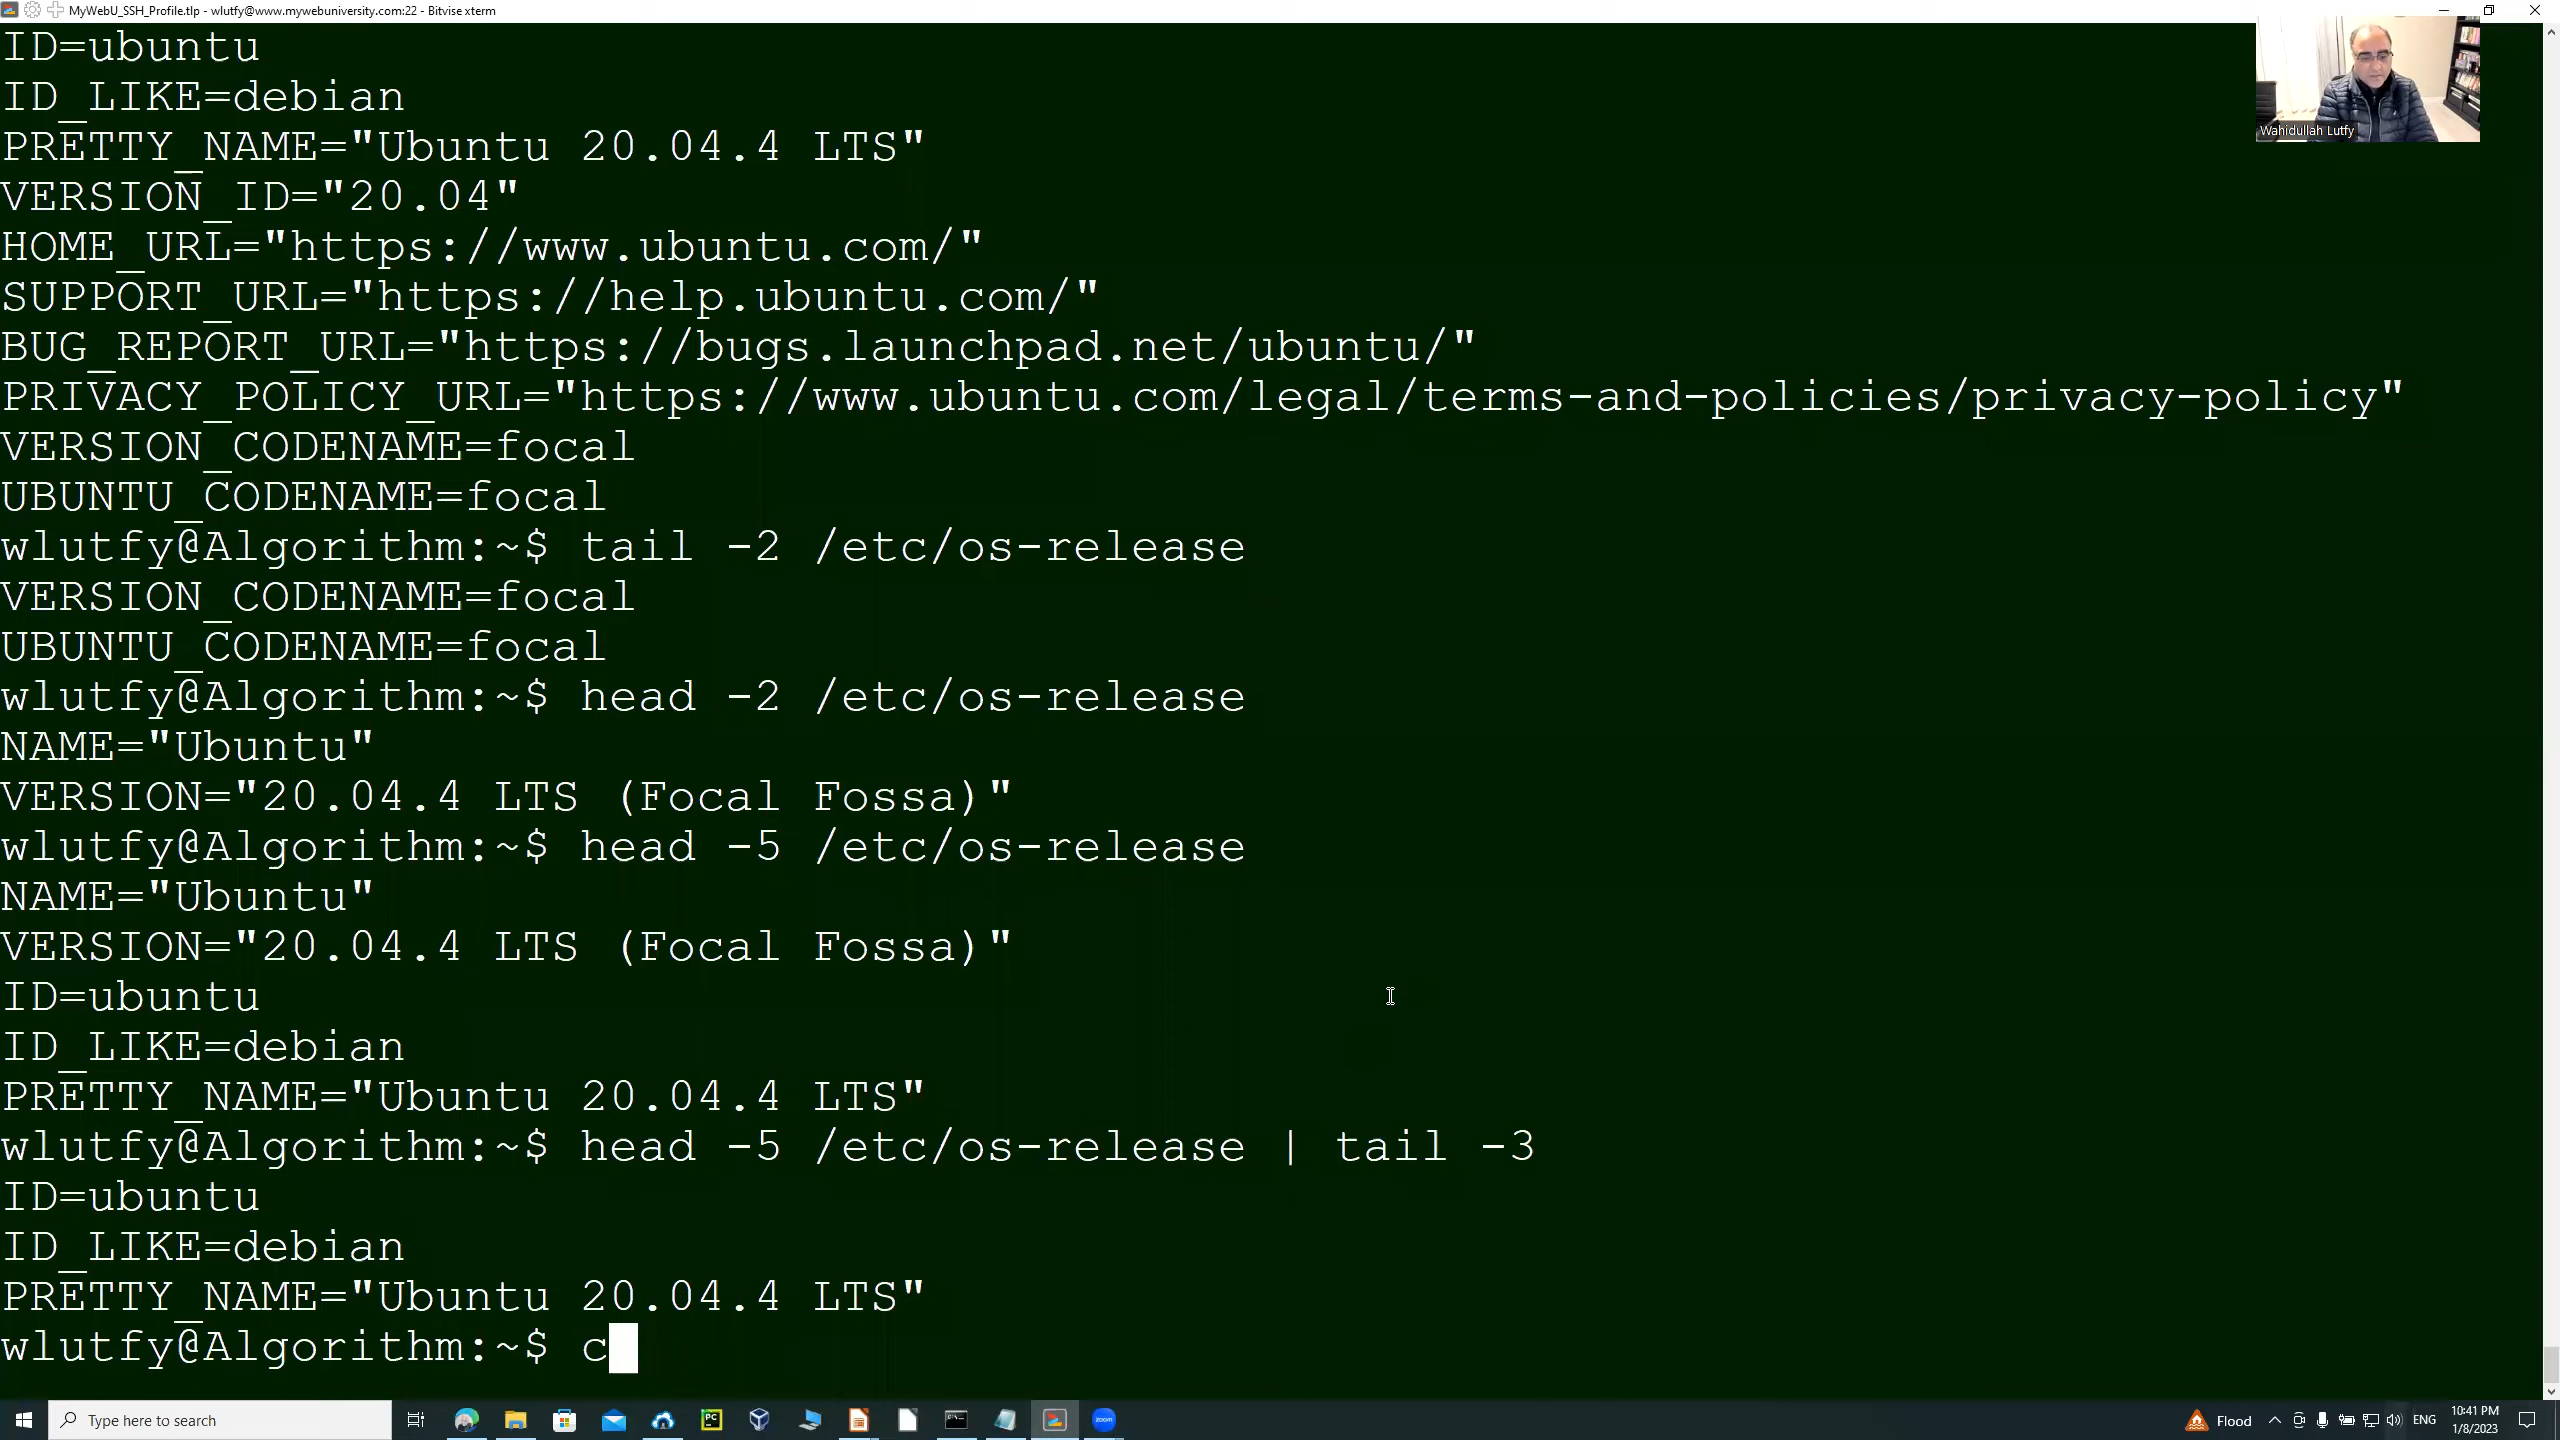 MyWebU_SSH_Profile.tlp - wlutfy@www.mywebuniversity.com:22 - Bitvise xterm
ID=ubuntu
ID_LIKE=debian
PRETTY_NAME="Ubuntu 20.04.4 LTS"
VERSION_ID="20.04"
HOME_URL="https://www.ubuntu.com/"
SUPPORT_URL="https://help.ubuntu.com/"
BUG_REPORT_URL="https://bugs.launchpad.net/ubuntu/"
PRIVACY_POLICY_URL="https://www.ubuntu.com/legal/terms-and-policies/privacy-policy"
VERSION_CODENAME=focal
UBUNTU_CODENAME=focal
wlutfy@Algorithm:~$ tail -2 /etc/os-release
VERSION_CODENAME=focal
UBUNTU_CODENAME=focal
wlutfy@Algorithm:~$ head -2 /etc/os-release
NAME="Ubuntu"
VERSION="20.04.4 LTS (Focal Fossa)"
wlutfy@Algorithm:~$ head -5 /etc/os-release
NAME="Ubuntu"
VERSION="20.04.4 LTS (Focal Fossa)"
ID=ubuntu
ID_LIKE=debian
PRETTY_NAME="Ubuntu 20.04.4 LTS"
wlutfy@Algorithm:~$ head -5 /etc/os-release | tail -3
ID=ubuntu
ID_LIKE=debian
PRETTY_NAME="Ubuntu 20.04.4 LTS"
wlutfy@Algorithm:~$ c
Wahidullah Lutfy
Type here to search
PC
zoom
Flood
ENG
10:41 PM
1/8/2023